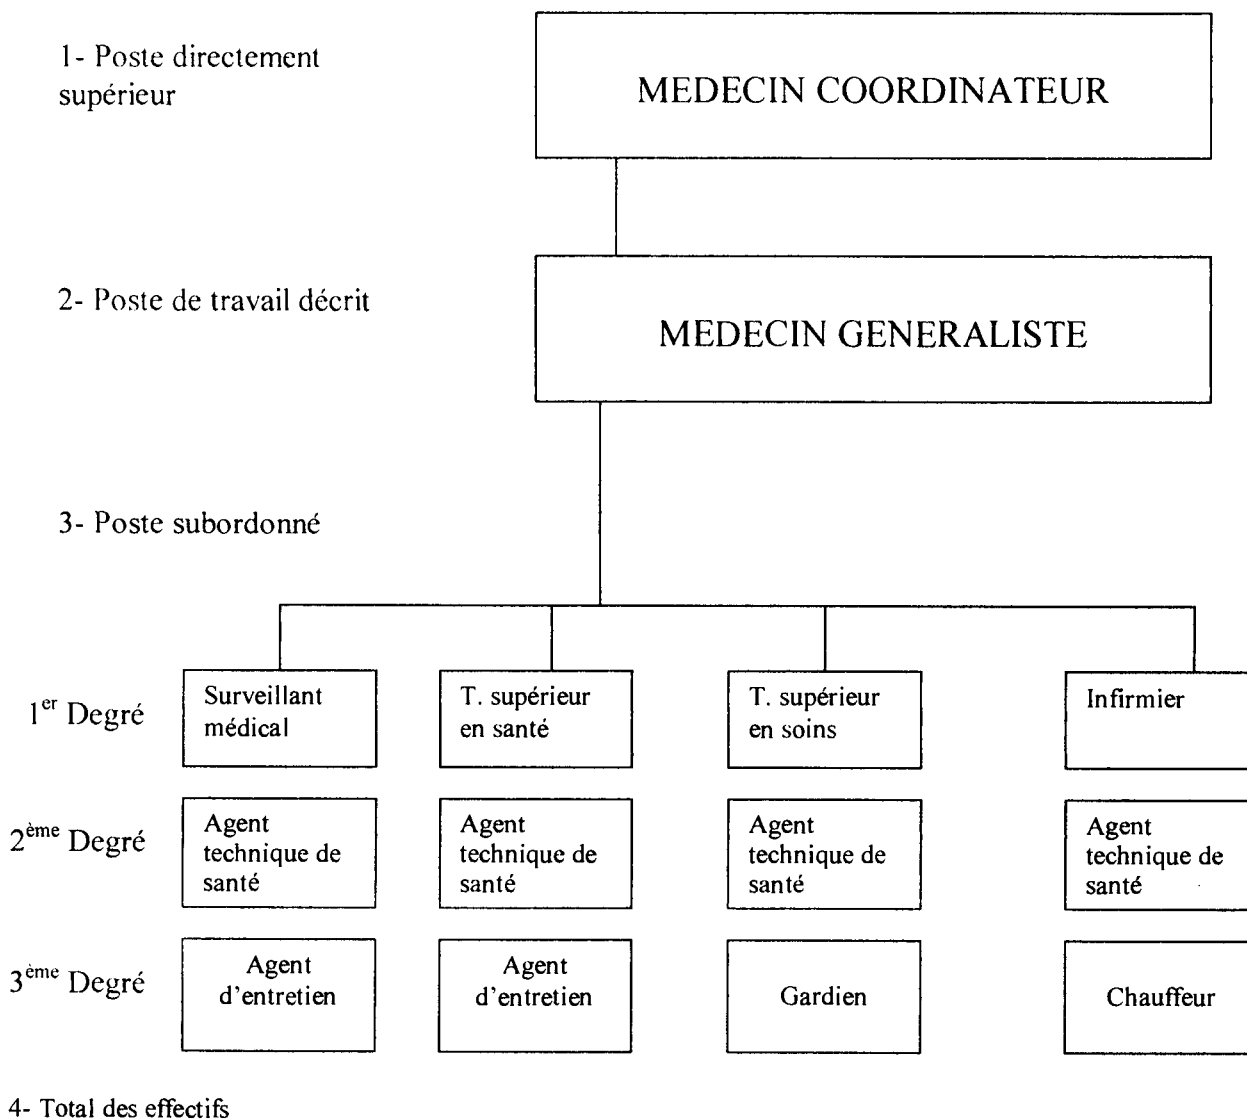 1- Poste directement
supérieur
MEDECIN COORDINATEUR
2- Poste de travail décrit
MEDECIN GENERALISTE
3- Poste subordonné
1er Degré
Surveillant
médical
T. supérieur
en santé
T. supérieur
en soins
Infirmier
2ème Degré
Agent
technique de
santé
Agent
technique de
santé
Agent
technique de
santé
Agent
technique de
santé
3ème Degré
Agent
d'entretien
Agent
d'entretien
Gardien
Chauffeur
4- Total des effectifs